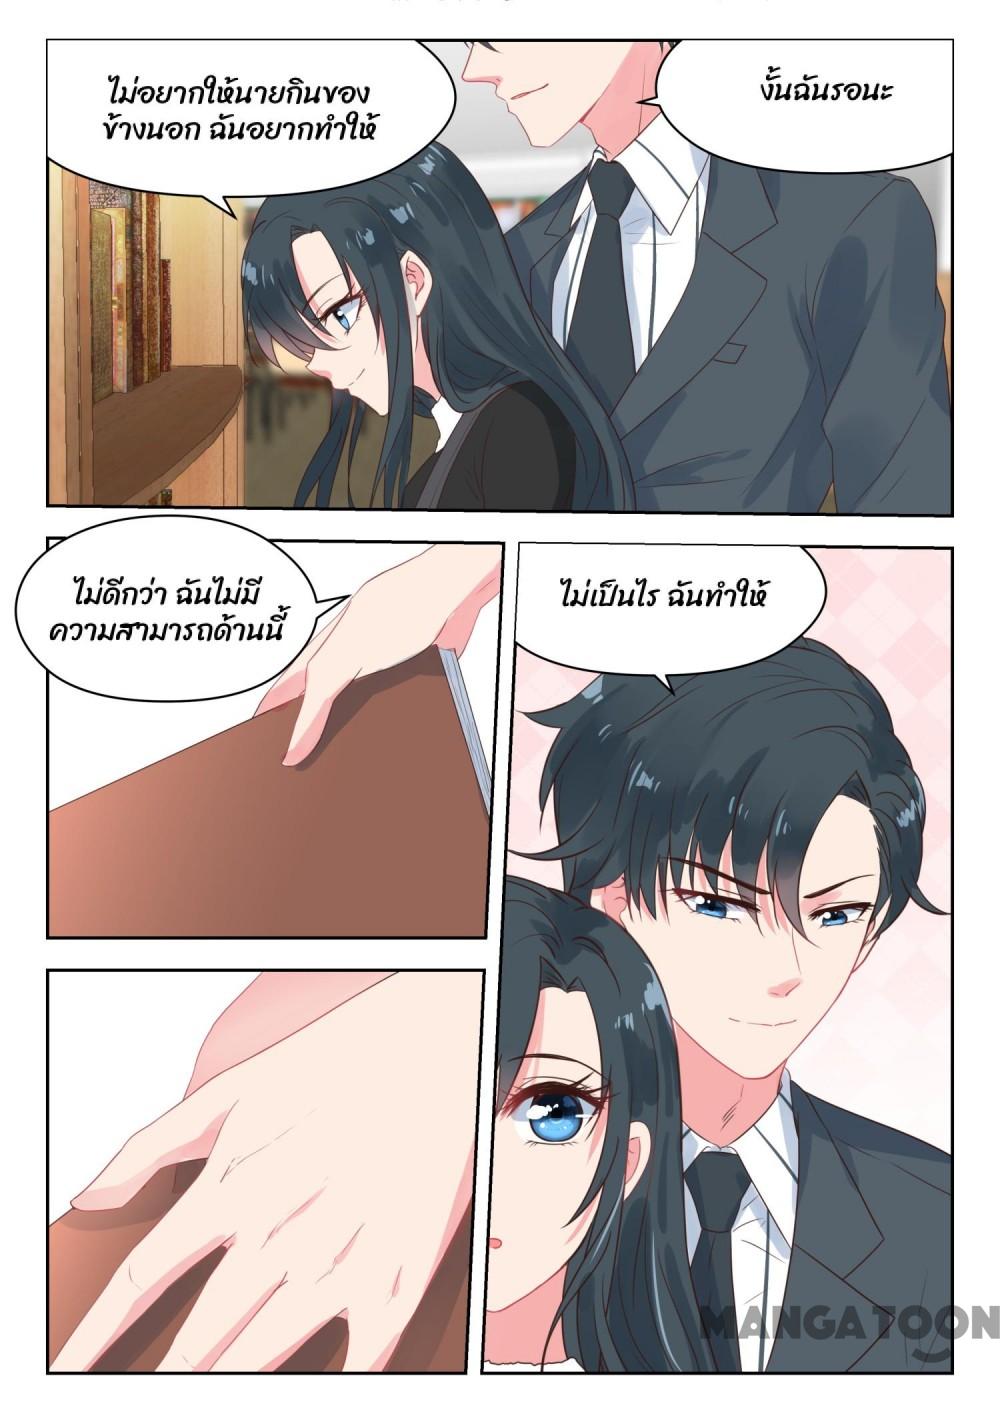 ไม่อยากให้นายกินของ
ข้างนอก ฉันอยากทำให้
งั้นฉันรอนะ
ไม่ดีกว่า ฉันไม่มี
ความสามารถด้านนี้
ไม่เป็นไร ฉันทำให้
MANGATOON